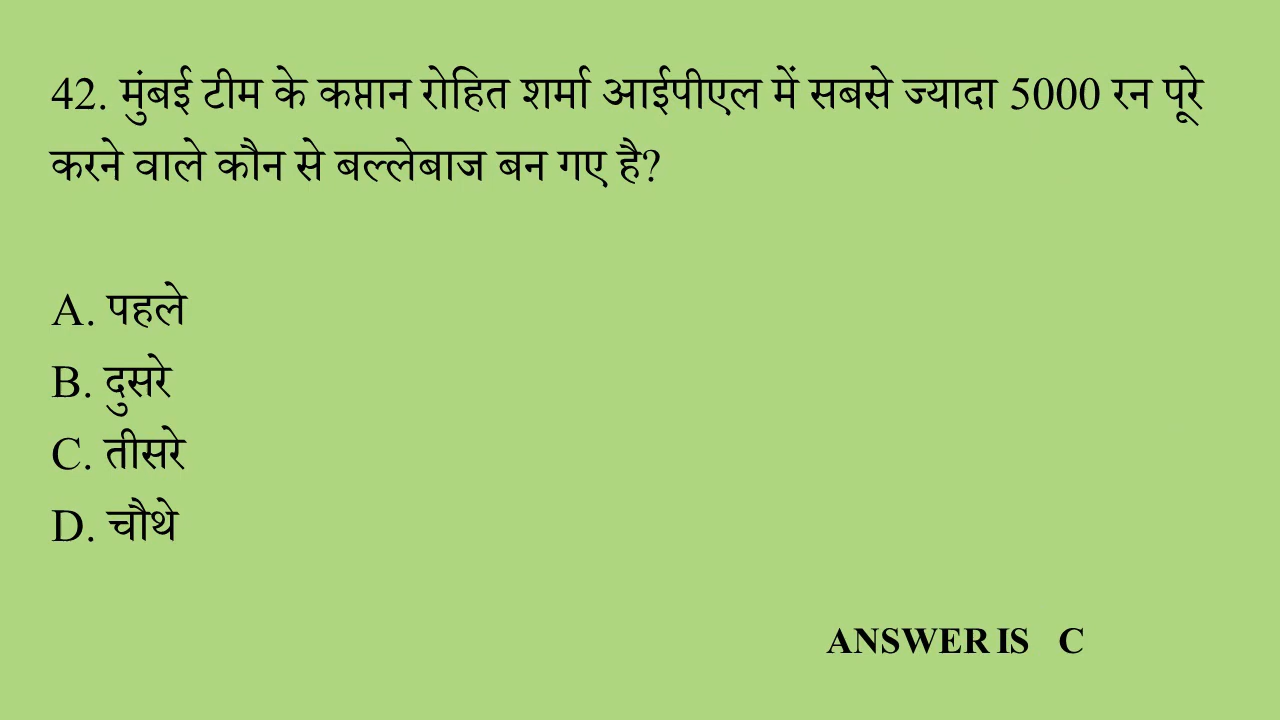 42. मुंबई टीम के कप्तान रोहित शर्मा आईपीएल में सबसे ज्यादा 5000 रन पूरे
करने वाले कौन से बल्लेबाज बन गए है?
A. पहले
B. दुसरे
C. तीसरे
D. चौथे
ANSWER IS C